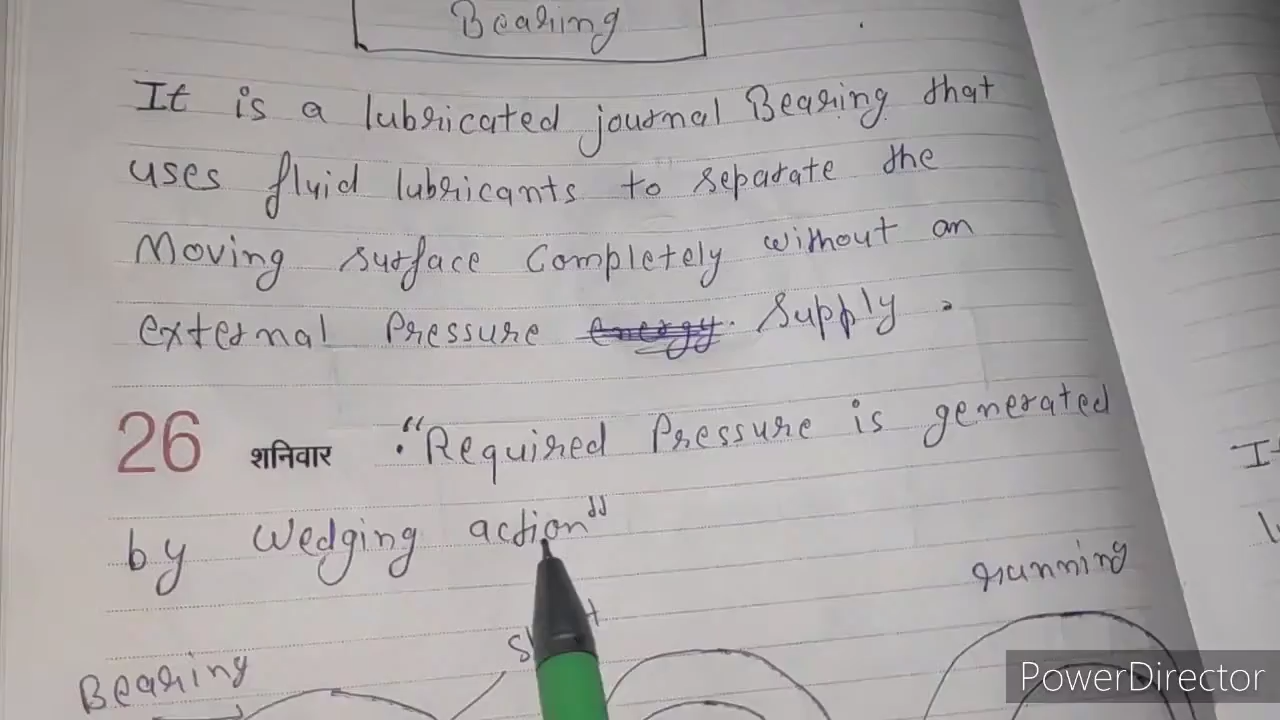 Bearing
It is a lubricated journal Bearing that
uses fluid lubricants to separate the
Moving surface Completely without an
external Pressure energy. Supply.
26 शनिवार "Required Pressure is generated
by wedging action"
running
Bearing
PowerDirector